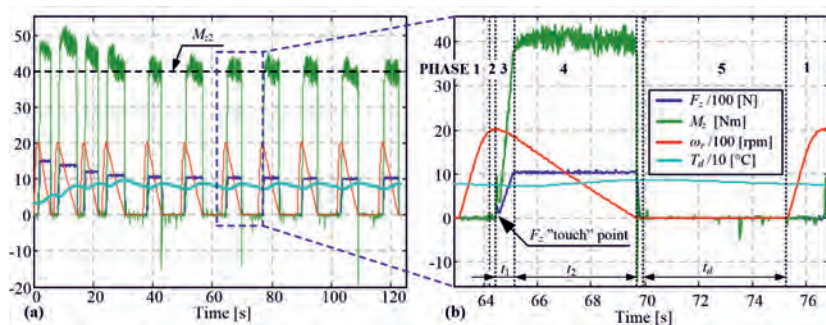 M_z2
50
40
30
20
10
0
-10
0 20 40 60 80 100 120
(a)
Time [s]
40
30
20
10
0
-10
PHASE 1 2 3 4 5 1
F_z /100 [N]
M_z [Nm]
ω_r /100 [rpm]
T_d /10 [°C]
F_z "touch" point
t_1 t_2 t_d
64 66 68 70 72 74 76
(b)
Time [s]